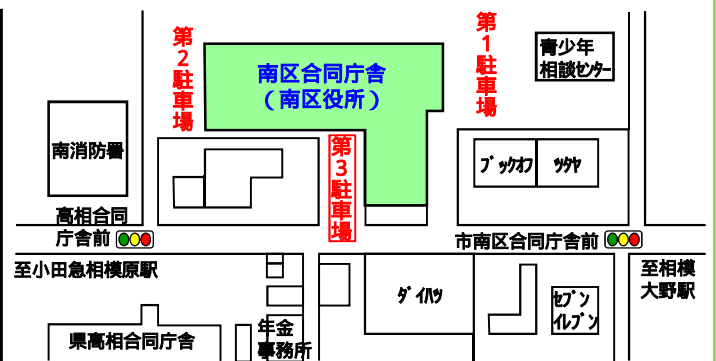 第2駐車場
第1駐車場
青少年
相談ｾﾝﾀｰ
南区合同庁舎
（南区役所）
南消防署
第3駐車場
ﾌﾞｯｸｵﾌ
ﾂﾀﾔ
高相合同
庁舎前
市南区合同庁舎前
至小田急相模原駅
至相模
大野駅
ﾀﾞｲﾊﾂ
ｾﾌﾞﾝ
ｲﾚﾌﾞﾝ
県高相合同庁舎
年金
事務所